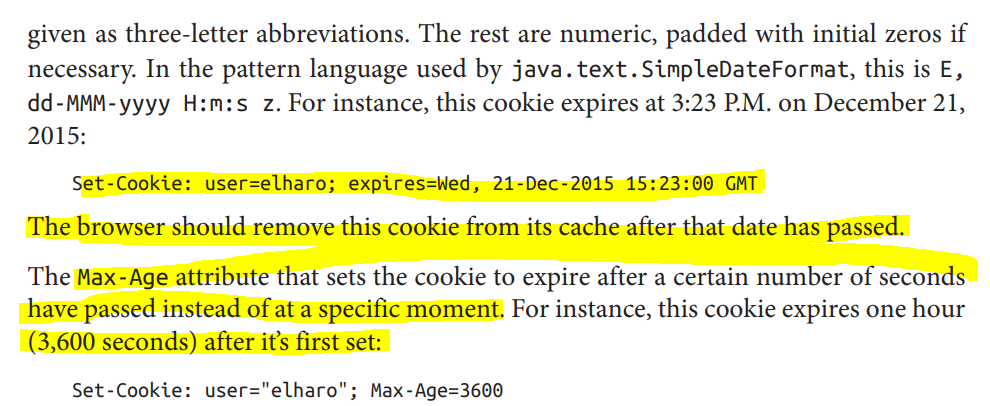 given as three-letter abbreviations. The rest are numeric, padded with initial zeros if
necessary. In the pattern language used by java.text.SimpleDateFormat, this is E,
dd-MMM-yyyy H:m:s z. For instance, this cookie expires at 3:23 P.M. on December 21,
2015:
Set-Cookie: user=elharo; expires=Wed, 21-Dec-2015 15:23:00 GMT
The browser should remove this cookie from its cache after that date has passed.
The Max-Age attribute that sets the cookie to expire after a certain number of seconds
have passed instead of at a specific moment. For instance, this cookie expires one hour
(3,600 seconds) after it’s first set:
Set-Cookie: user="elharo"; Max-Age=3600